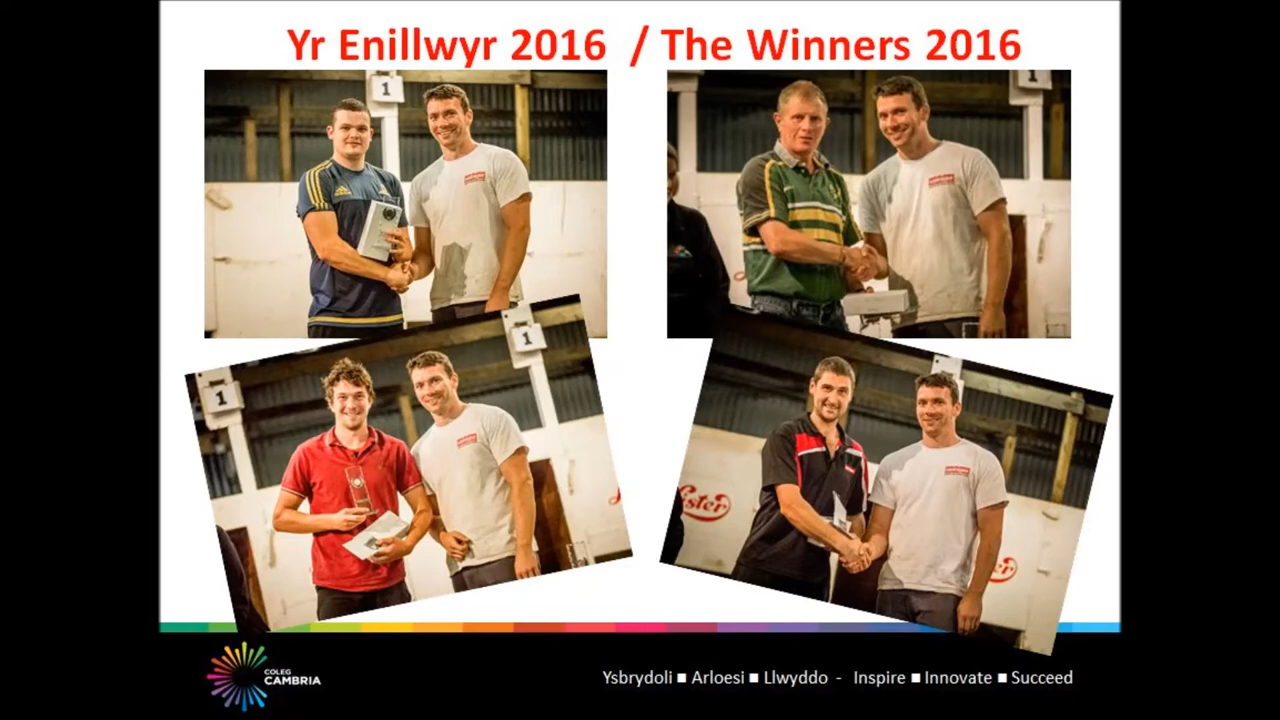 Yr Enillwyr 2016 / The Winners 2016
1
1
1
1
Lister
COLEG
CAMBRIA
Ysbrydoli ■ Arloesi ■ Llwyddo - Inspire ■ Innovate ■ Succeed